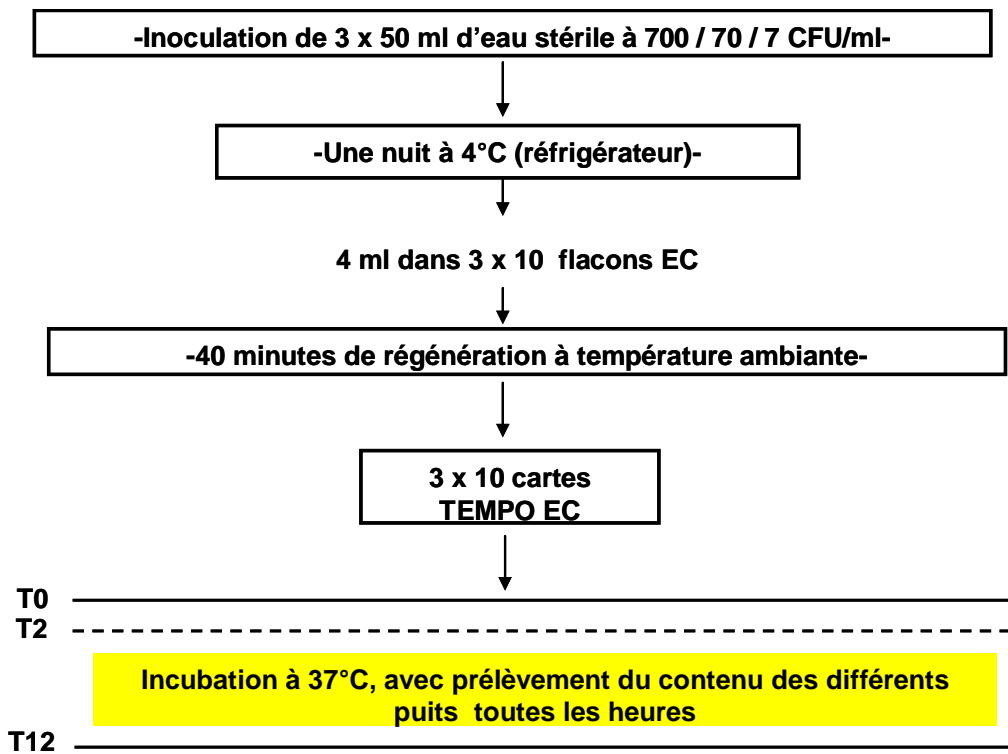 -Inoculation de 3 x 50 ml d'eau stérile à 700 / 70 / 7 CFU/ml-
-Une nuit à 4°C (réfrigérateur)-
4 ml dans 3 x 10 flacons EC
-40 minutes de régénération à température ambiante-
3 x 10 cartes
TEMPO EC
T0
T2
Incubation à 37°C, avec prélèvement du contenu des différents
puits toutes les heures
T12